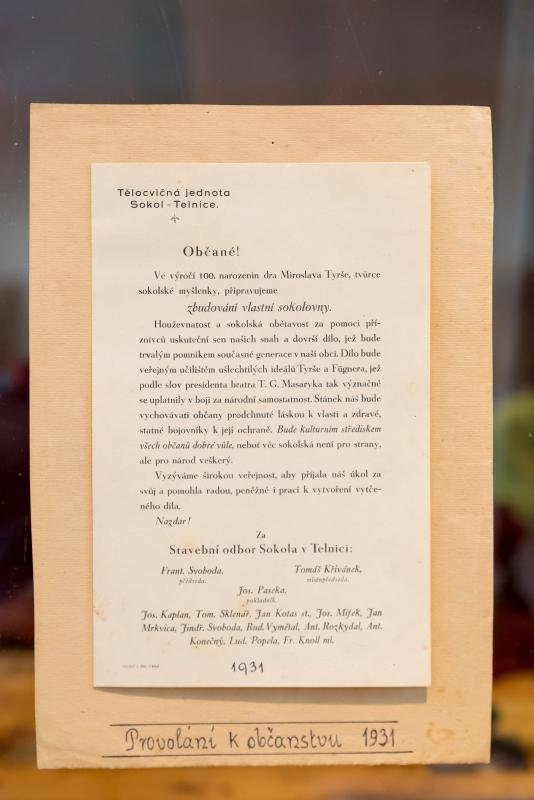 Tělocvičná jednota
Sokol - Telnice.
Občané!
Ve výročí 100. narozenin dra Miroslava Tyrše, tvůrce
sokolské myšlenky, připravujeme
zbudování vlastní sokolovny.
Houževnatost a sokolská obětavost za pomoci pří-
znivců uskuteční sen našich snah a dovrší dílo, jež bude
trvalým pomníkem současné generace v naší obci. Dílo bude
veřejným učilištěm ušlechtilých ideálů Tyrše a Fügnera, jež
podle slov presidenta bratra T. G. Masaryka tak význačně
se uplatnily v boji za národní samostatnost. Stánek náš bude
vychovávati občany prodchnuté láskou k vlasti a zdravé,
statné bojovníky k její ochraně. Bude kulturním střediskem
všech občanů dobré vůle, neboť věc sokolská není pro strany,
ale pro národ veškerý.
Vyzýváme širokou veřejnost, aby přijala náš úkol za
svůj a pomohla radou, peněžně i prací k vytvoření vytče-
ného díla.
Nazdar!
Za
Stavební odbor Sokola v Telnici:
Frant. Svoboda, Tomáš Křivánek,
předseda. místopředseda.
Jos. Paseka,
pokladník.
Jos. Kaplan, Tom. Sklenář, Jan Kotas st., Jos. Mifek, Jan
Mrkvica, Jindř. Svoboda, Rud. Vymětal, Ant. Rozkydal, Ant.
Konečný, Lud. Popela, Fr. Knoll ml.
1931
Provolání k občanstvu 1931